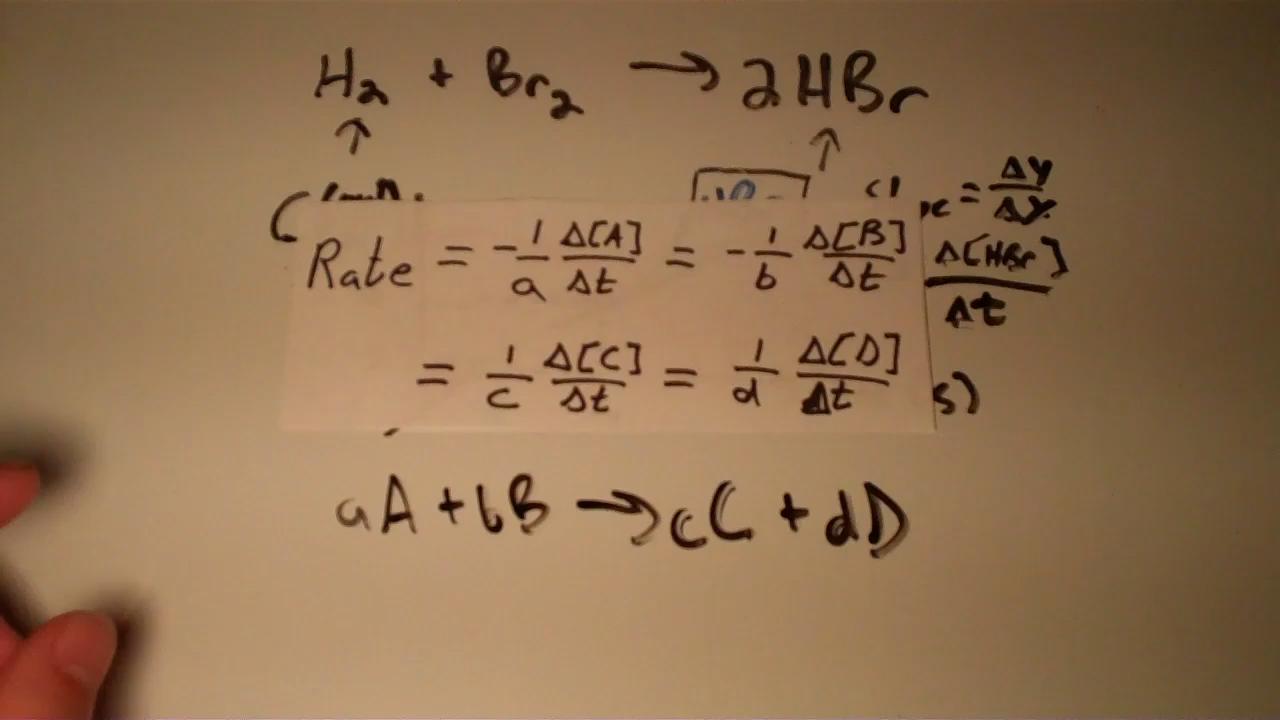 H₂ + Br₂ → 2HBr
↑ ↑
= Δy/Δx
Rate = -1/a Δ[A]/Δt = -1/b Δ[B]/Δt
Δ[HBr]/Δt
= 1/c Δ[C]/Δt = 1/d Δ[D]/Δt
s)
aA + bB → cC + dD